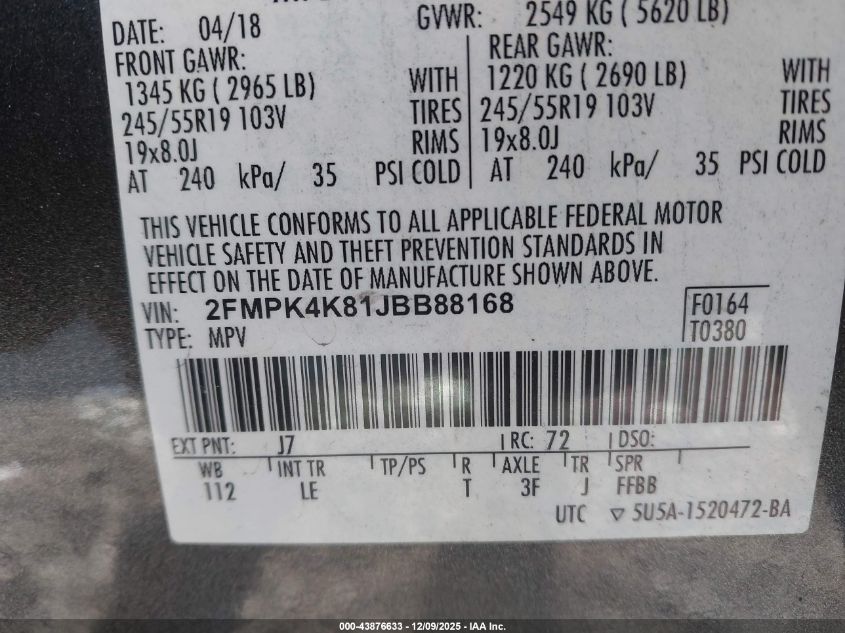 DATE: 04/18 GVWR: 2549 KG ( 5620 LB)
FRONT GAWR: REAR GAWR:
1345 KG ( 2965 LB) WITH 1220 KG ( 2690 LB) WITH
245/55R19 103V TIRES 245/55R19 103V TIRES
19x8.0J RIMS 19x8.0J RIMS
AT 240 kPa/ 35 PSI COLD AT 240 kPa/ 35 PSI COLD
THIS VEHICLE CONFORMS TO ALL APPLICABLE FEDERAL MOTOR
VEHICLE SAFETY AND THEFT PREVENTION STANDARDS IN
EFFECT ON THE DATE OF MANUFACTURE SHOWN ABOVE.
VIN: 2FMPK4K81JBB88168 F0164
TYPE: MPV T0380
EXT PNT: J7 RC: 72 DSO:
WB INT TR TP/PS R AXLE TR SPR
112 LE T 3F J FFBB
UTC ▽ 5U5A-1520472-BA
000-43876633 - 12/09/2025 - IAA Inc.